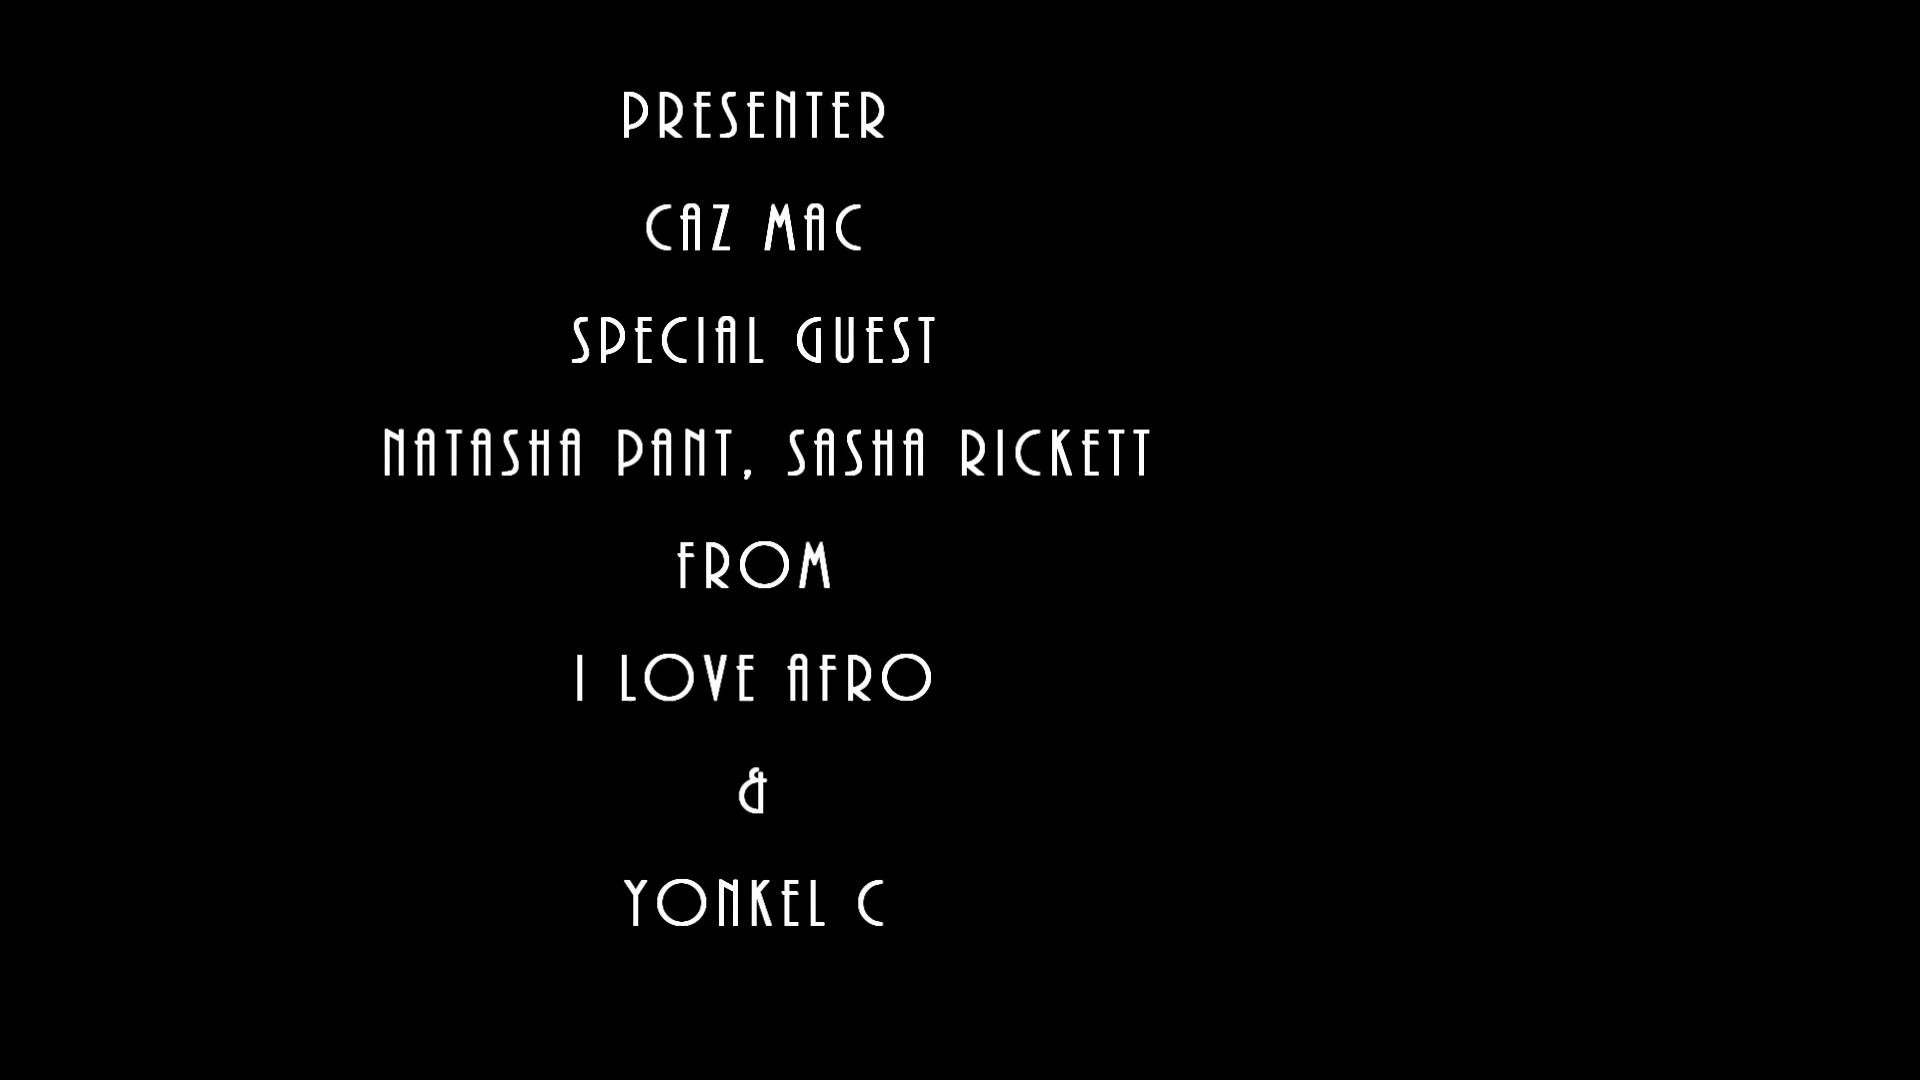 PRESENTER
CAZ MAC
SPECIAL GUEST
NATASHA PANT, SASHA RICKETT
FROM
I LOVE AFRO
&
YONKEL C